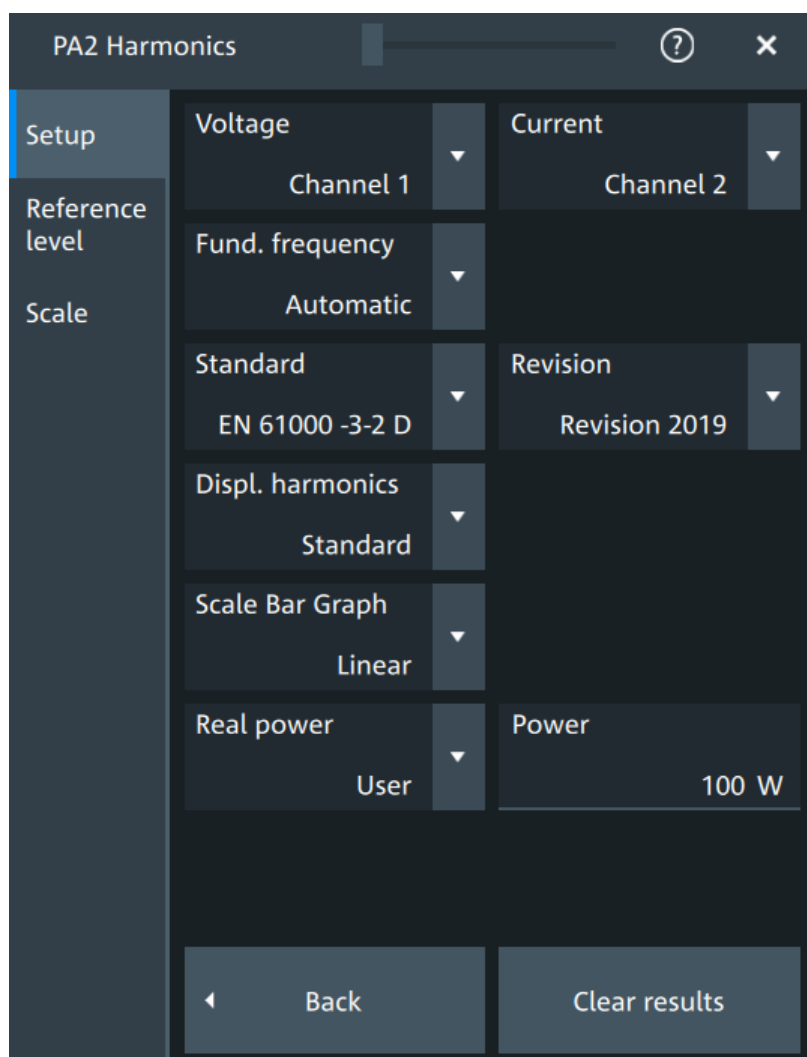 PA2 Harmonics
?
×
Setup
Reference
level
Scale
Voltage
Channel 1
Current
Channel 2
Fund. frequency
Automatic
Standard
EN 61000 -3-2 D
Revision
Revision 2019
Displ. harmonics
Standard
Scale Bar Graph
Linear
Real power
User
Power
100 W
Back
Clear results